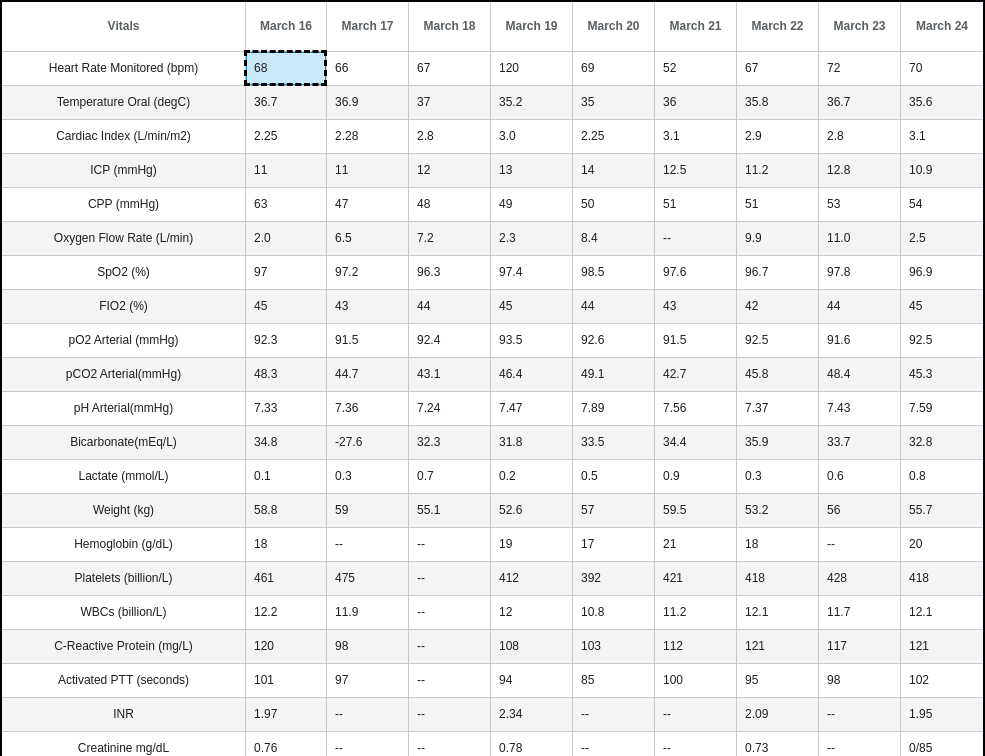 Vitals March 16 March 17 March 18 March 19 March 20 March 21 March 22 March 23 March 24
Heart Rate Monitored (bpm) 68 66 67 120 69 52 67 72 70
Temperature Oral (degC) 36.7 36.9 37 35.2 35 36 35.8 36.7 35.6
Cardiac Index (L/min/m2) 2.25 2.28 2.8 3.0 2.25 3.1 2.9 2.8 3.1
ICP (mmHg) 11 11 12 13 14 12.5 11.2 12.8 10.9
CPP (mmHg) 63 47 48 49 50 51 51 53 54
Oxygen Flow Rate (L/min) 2.0 6.5 7.2 2.3 8.4 -- 9.9 11.0 2.5
SpO2 (%) 97 97.2 96.3 97.4 98.5 97.6 96.7 97.8 96.9
FIO2 (%) 45 43 44 45 44 43 42 44 45
pO2 Arterial (mmHg) 92.3 91.5 92.4 93.5 92.6 91.5 92.5 91.6 92.5
pCO2 Arterial(mmHg) 48.3 44.7 43.1 46.4 49.1 42.7 45.8 48.4 45.3
pH Arterial(mmHg) 7.33 7.36 7.24 7.47 7.89 7.56 7.37 7.43 7.59
Bicarbonate(mEq/L) 34.8 -27.6 32.3 31.8 33.5 34.4 35.9 33.7 32.8
Lactate (mmol/L) 0.1 0.3 0.7 0.2 0.5 0.9 0.3 0.6 0.8
Weight (kg) 58.8 59 55.1 52.6 57 59.5 53.2 56 55.7
Hemoglobin (g/dL) 18 -- -- 19 17 21 18 -- 20
Platelets (billion/L) 461 475 -- 412 392 421 418 428 418
WBCs (billion/L) 12.2 11.9 -- 12 10.8 11.2 12.1 11.7 12.1
C-Reactive Protein (mg/L) 120 98 -- 108 103 112 121 117 121
Activated PTT (seconds) 101 97 -- 94 85 100 95 98 102
INR 1.97 -- -- 2.34 -- -- 2.09 -- 1.95
Creatinine mg/dL 0.76 -- -- 0.78 -- -- 0.73 -- 0/85